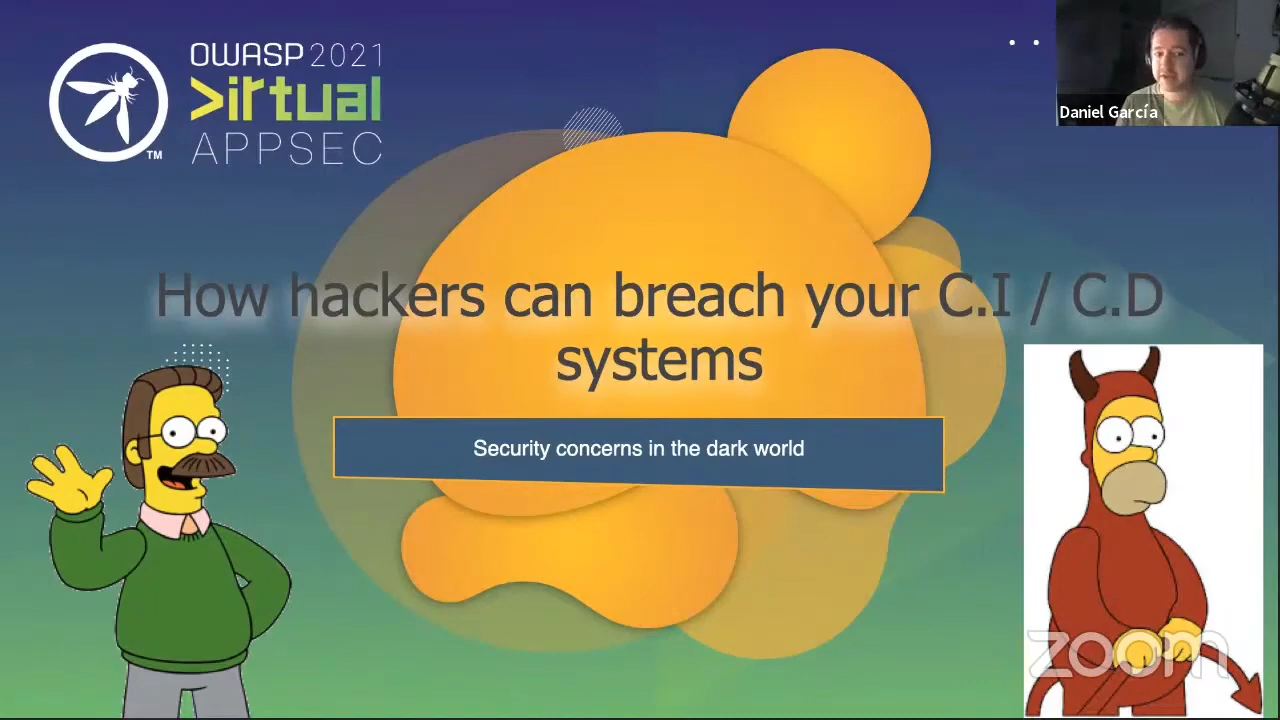 OWASP 2021
>irtual
APPSEC
TM
Daniel García
How hackers can breach your C.I / C.D
systems
Security concerns in the dark world
zoom